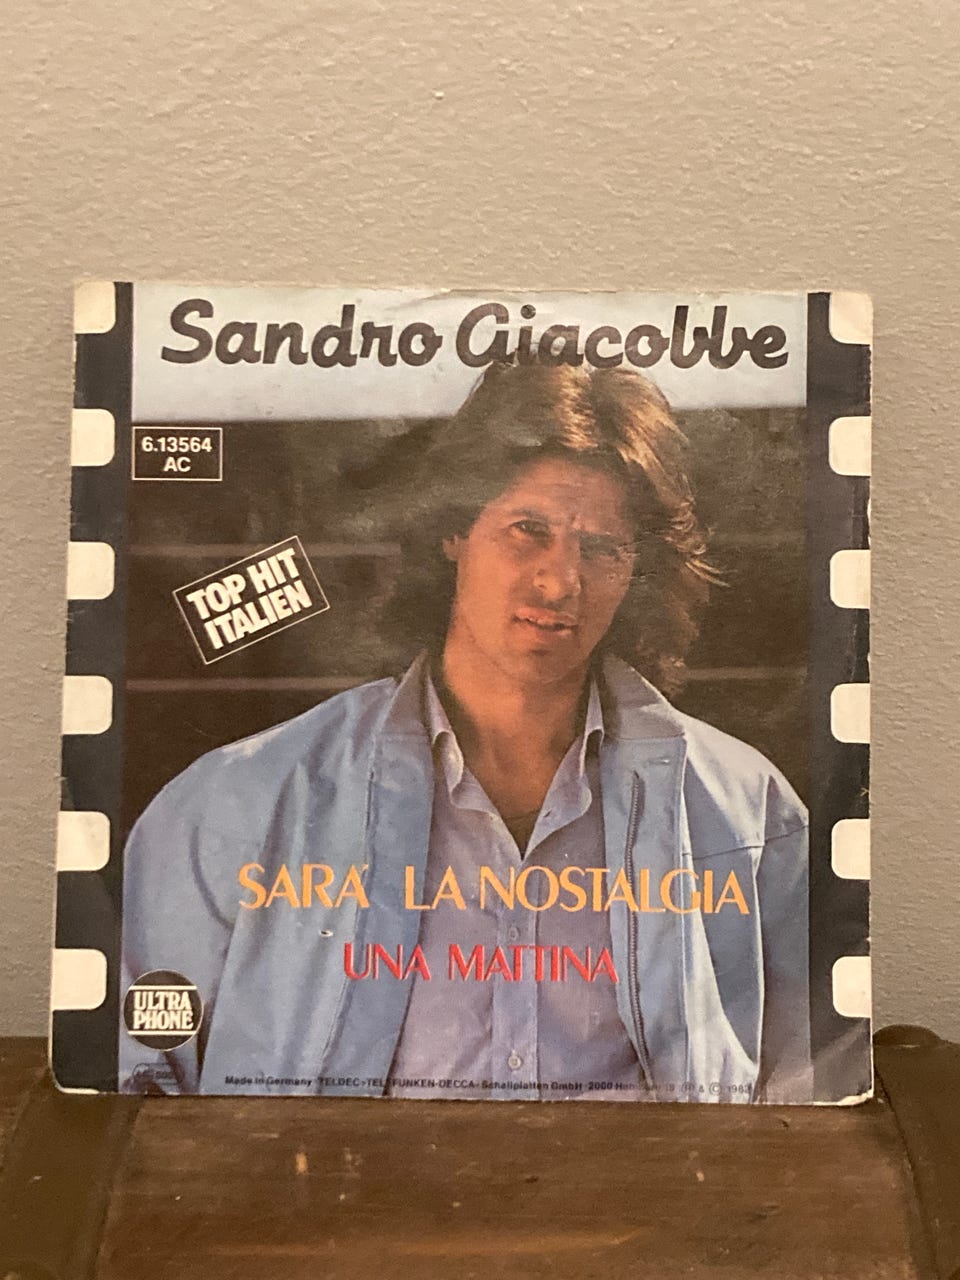 Sandro Giacobbe
6.13564
AC
TOP HIT
ITALIEN
SARA' LA NOSTALGIA
UNA MATTINA
ULTRA
PHONE
Made in Germany TELDEC»TELEFUNKEN-DECCA«Schallplatten GmbH 2000 ℗ & ©